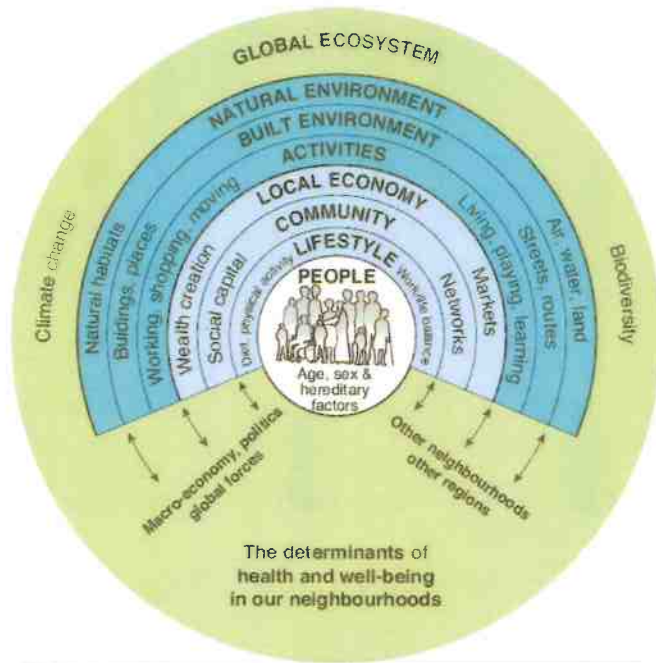 GLOBAL ECOSYSTEM
NATURAL ENVIRONMENT
BUILT ENVIRONMENT
ACTIVITIES
LOCAL ECONOMY
COMMUNITY
LIFESTYLE
PEOPLE
Age, sex &
hereditary
factors
Climate change
Natural habitats
Buidings, places
Working, shopping, moving
Wealth creation
Social capital
Diet, physical activity
Work/life balance
Networks
Markets
Living, playing, learning
Streets, routes
Air, water, land
Biodiversity
Macro-economy, politics
global forces
Other neighbourhoods
other regions
The determinants of
health and well-being
in our neighbourhoods